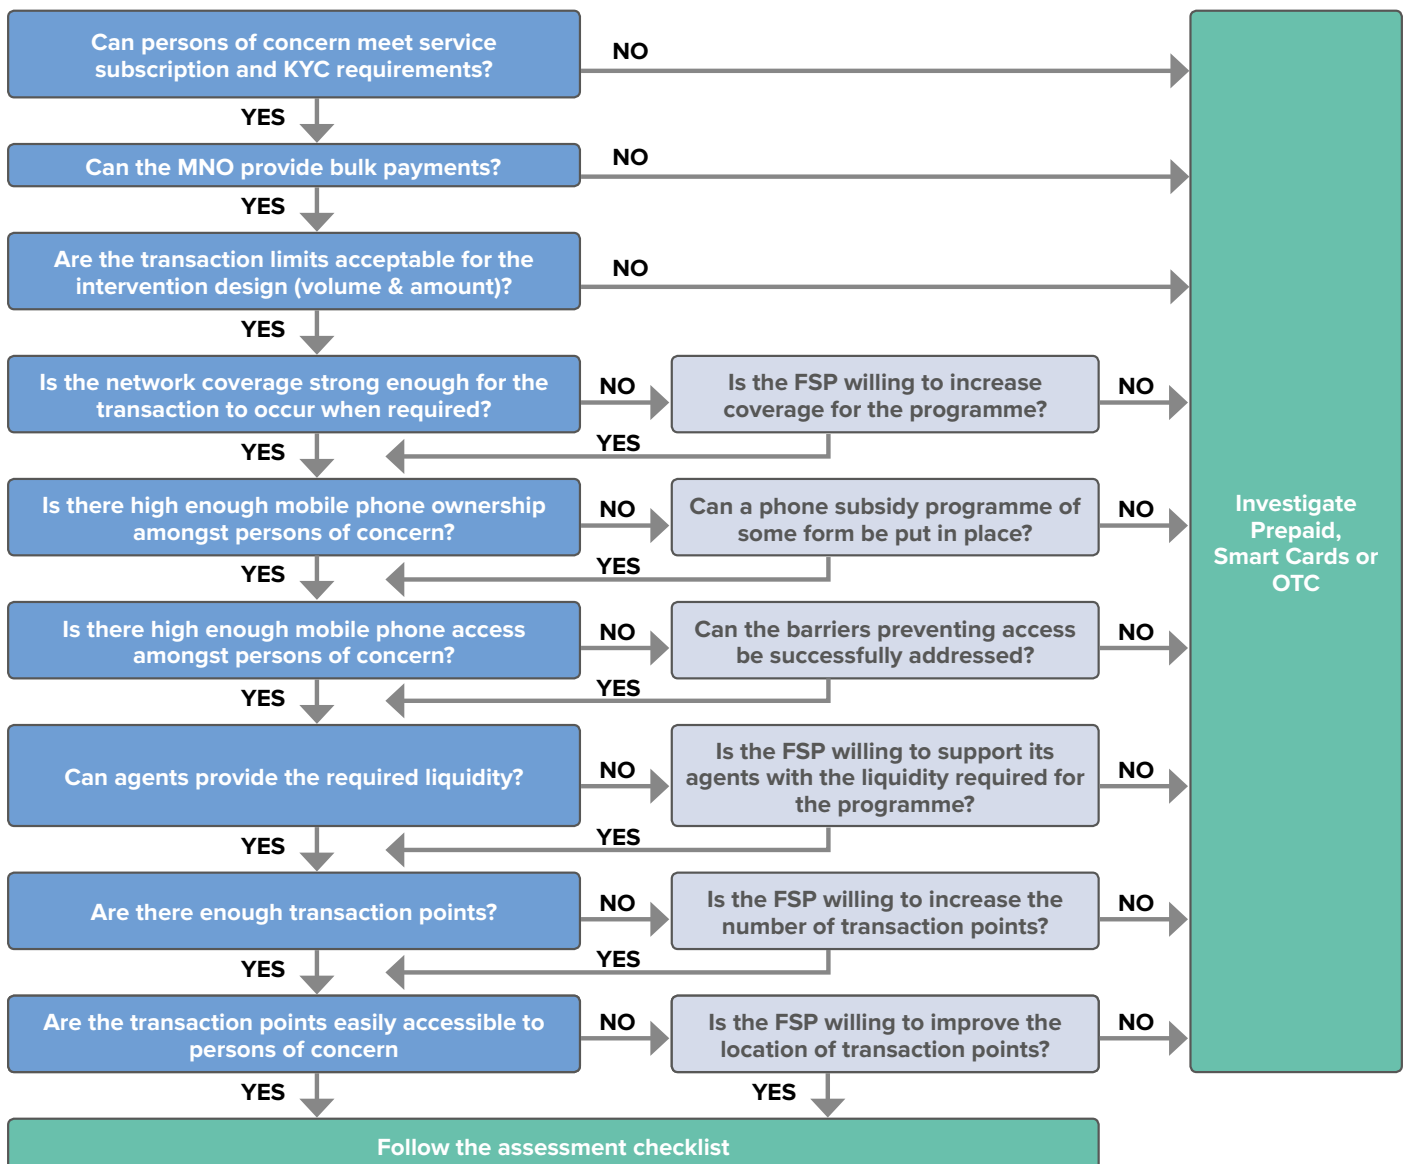 Can persons of concern meet service
subscription and KYC requirements?
NO
YES
Can the MNO provide bulk payments?
NO
YES
Are the transaction limits acceptable for the
intervention design (volume & amount)?
NO
YES
Is the network coverage strong enough for the
transaction to occur when required?
NO
Is the FSP willing to increase
coverage for the programme?
NO
YES
YES
Is there high enough mobile phone ownership
amongst persons of concern?
NO
Can a phone subsidy programme of
some form be put in place?
NO
YES
YES
Is there high enough mobile phone access
amongst persons of concern?
NO
Can the barriers preventing access
be successfully addressed?
NO
YES
YES
Can agents provide the required liquidity?
NO
Is the FSP willing to support its
agents with the liquidity required for
the programme?
NO
YES
YES
Are there enough transaction points?
NO
Is the FSP willing to increase the
number of transaction points?
NO
YES
YES
Are the transaction points easily accessible to
persons of concern
NO
Is the FSP willing to improve the
location of transaction points?
NO
YES
YES
Investigate
Prepaid,
Smart Cards or
OTC
Follow the assessment checklist